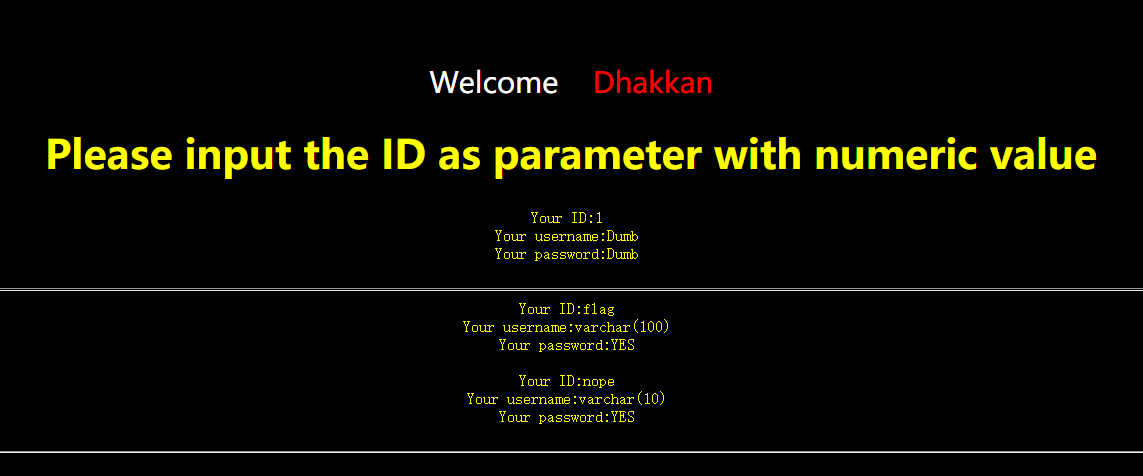 Welcome Dhakkan
Please input the ID as parameter with numeric value
Your ID:1
Your username:Dumb
Your password:Dumb
Your ID:flag
Your username:varchar(100)
Your password:YES
Your ID:nope
Your username:varchar(10)
Your password:YES